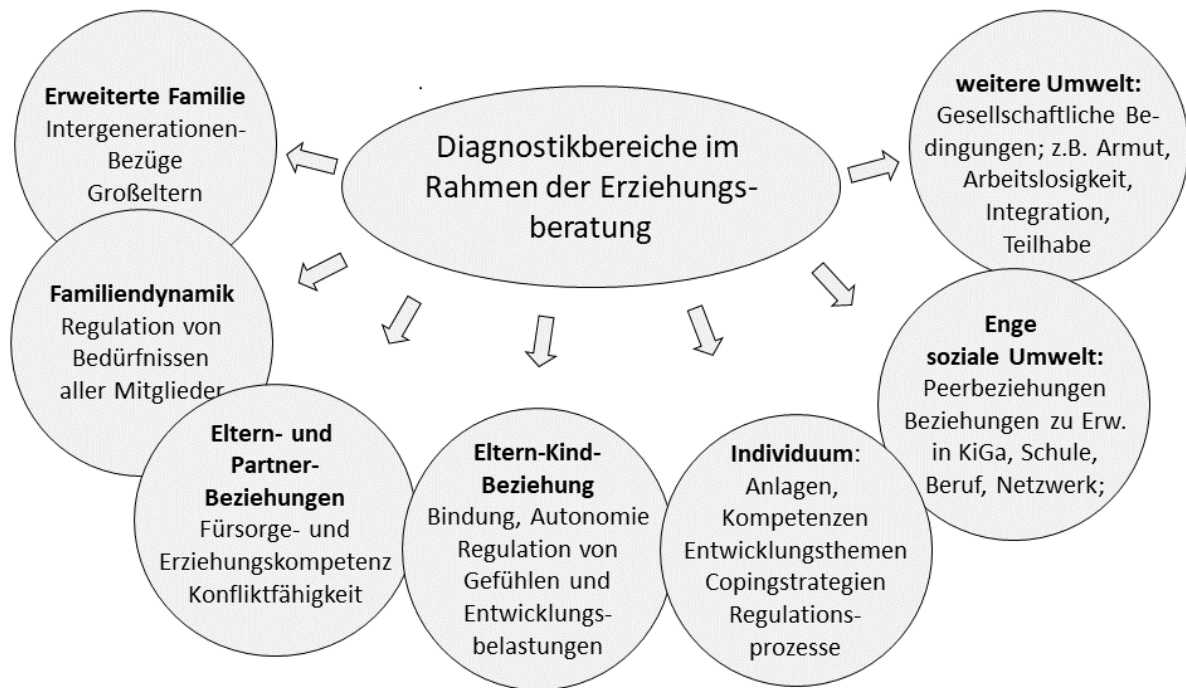 Diagnostikbereiche im
Rahmen der Erziehungs-
beratung
Erweiterte Familie
Intergenerationen-
Bezüge
Großeltern
Familiendynamik
Regulation von
Bedürfnissen
aller Mitglieder
Eltern- und
Partner-
Beziehungen
Fürsorge- und
Erziehungskompetenz
Konfliktfähigkeit
Eltern-Kind-
Beziehung
Bindung, Autonomie
Regulation von
Gefühlen und
Entwicklungs-
belastungen
Individuum:
Anlagen,
Kompetenzen
Entwicklungsthemen
Copingstrategien
Regulations-
prozesse
Enge
soziale Umwelt:
Peerbeziehungen
Beziehungen zu Erw.
in KiGa, Schule,
Beruf, Netzwerk;
weitere Umwelt:
Gesellschaftliche Be-
dingungen; z.B. Armut,
Arbeitslosigkeit,
Integration,
Teilhabe